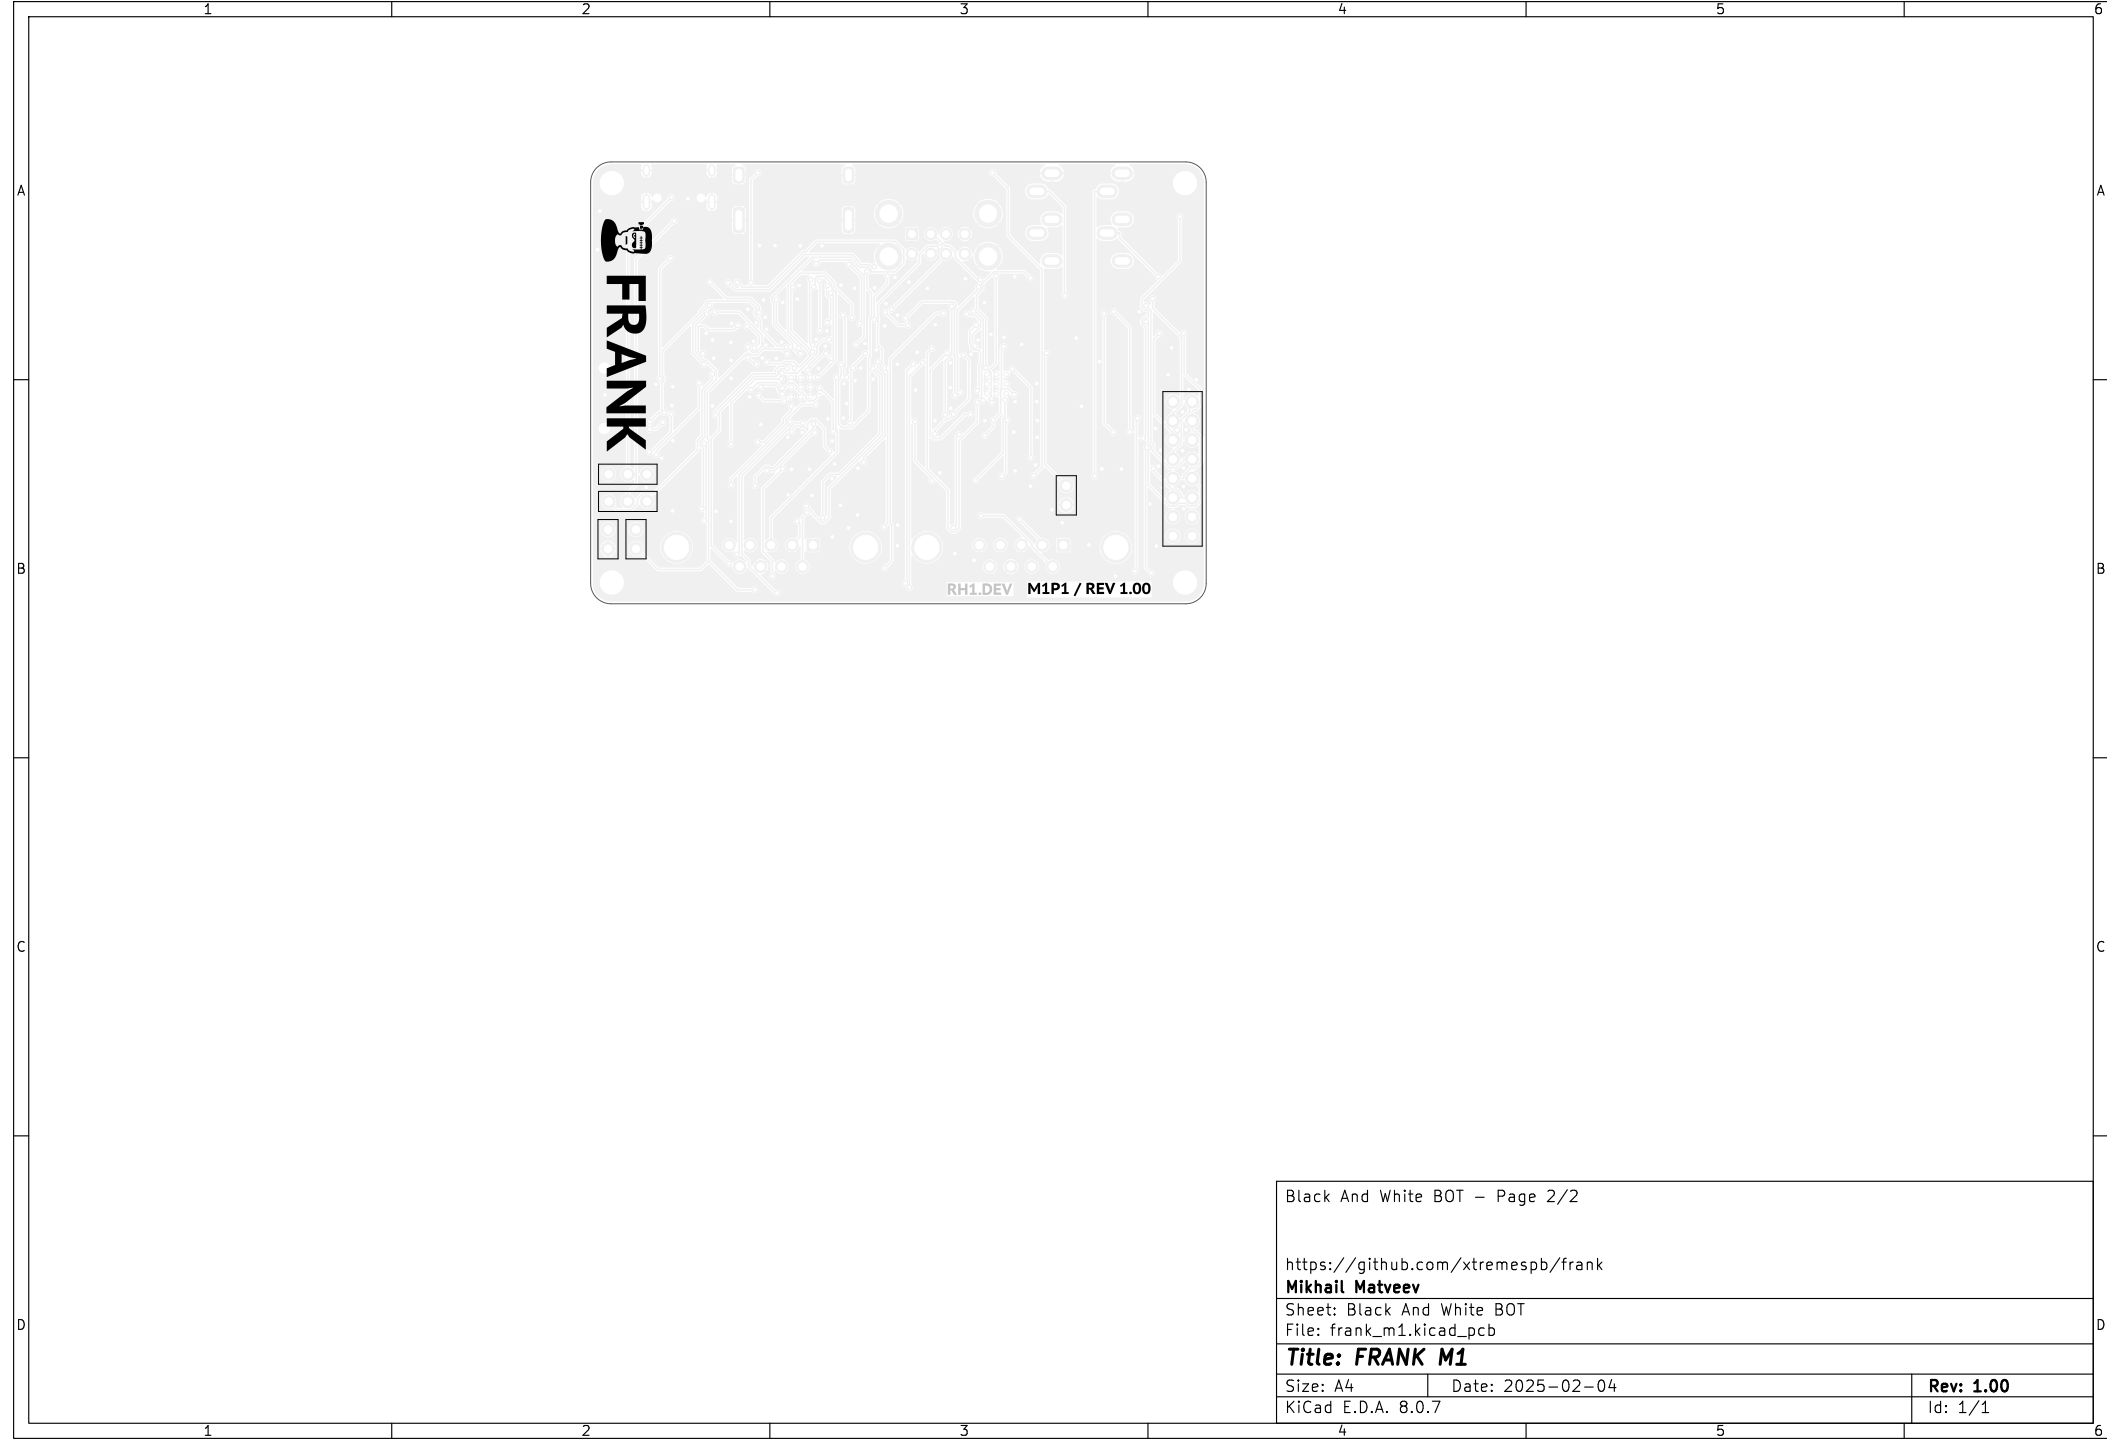 1 2 3 4 5 6
A A
FRANK
B B
RH1.DEV M1P1 / REV 1.00
C C
Black And White BOT - Page 2/2
https://github.com/xtremespb/frank
Mikhail Matveev
Sheet: Black And White BOT
D D
File: frank_m1.kicad_pcb
Title: FRANK M1
Size: A4 Date: 2025-02-04 Rev: 1.00
KiCad E.D.A. 8.0.7 Id: 1/1
1 2 3 4 5 6